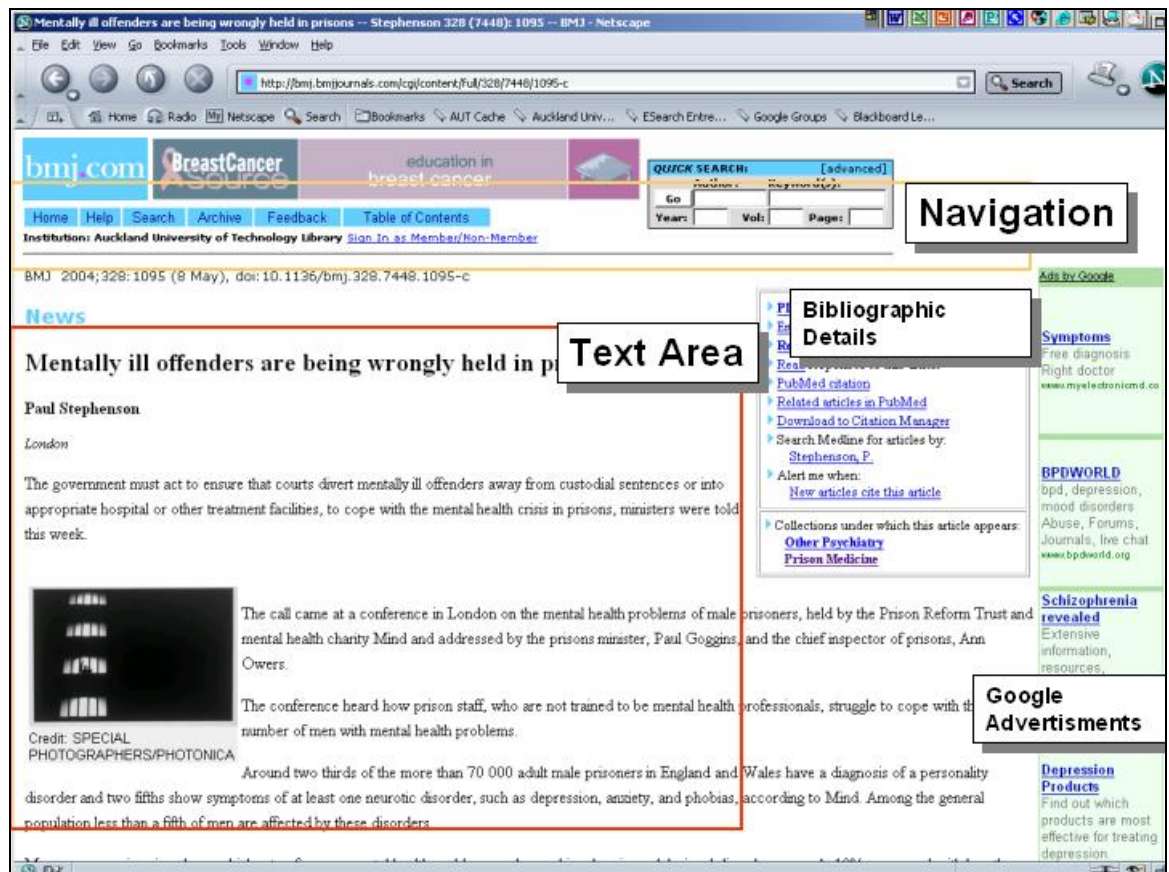 Mentally ill offenders are being wrongly held in prisons -- Stephenson 328 (7448): 1095 -- BMJ - Netscape
File Edit View Go Bookmarks Tools Window Help
http://bmj.bmjjournals.com/cgi/content/full/328/7448/1095-c
Search
Home Radio My Netscape Search Bookmarks AUT Cache Auckland Univ... ESearch Entre... Google Groups Blackboard Le...
bmj.com
BreastCancer
Source
education in
breast cancer
QUICK SEARCH: [advanced]
Author: Keyword(s):
Go
Year: Vol: Page:
Navigation
Home Help Search Archive Feedback Table of Contents
Institution: Auckland University of Technology Library Sign In as Member/Non-Member
BMJ 2004;328:1095 (8 May), doi:10.1136/bmj.328.7448.1095-c
News
Text Area
Mentally ill offenders are being wrongly held in
Paul Stephenson
London
The government must act to ensure that courts divert mentally ill offenders away from custodial sentences or into
appropriate hospital or other treatment facilities, to cope with the mental health crisis in prisons, ministers were told
this week.
Bibliographic
Details
PubMed citation
Related articles in PubMed
Download to Citation Manager
Search Medline for articles by:
Stephenson, P.
Alert me when:
New articles cite this article
Collections under which this article appears:
Other Psychiatry
Prison Medicine
Credit: SPECIAL
PHOTOGRAPHERS/PHOTONICA
The call came at a conference in London on the mental health problems of male prisoners, held by the Prison Reform Trust and
mental health charity Mind and addressed by the prisons minister, Paul Goggins, and the chief inspector of prisons, Ann
Owers.
The conference heard how prison staff, who are not trained to be mental health professionals, struggle to cope with
number of men with mental health problems.
Around two thirds of the more than 70 000 adult male prisoners in England and Wales have a diagnosis of a personality
disorder and two fifths show symptoms of at least one neurotic disorder, such as depression, anxiety, and phobias, according to Mind. Among the general
population less than a fifth of men are affected by these disorders.
Ads by Google
Symptoms
Free diagnosis
Right doctor
www.myelectronicmd.co
BPDWORLD
bpd, depression,
mood disorders
Abuse, Forums,
Journals, live chat
www.bpdworld.org
Schizophrenia
revealed
Extensive
information,
resources,
Google
Advertisments
Depression
Products
Find out which
products are most
effective for treating
depression